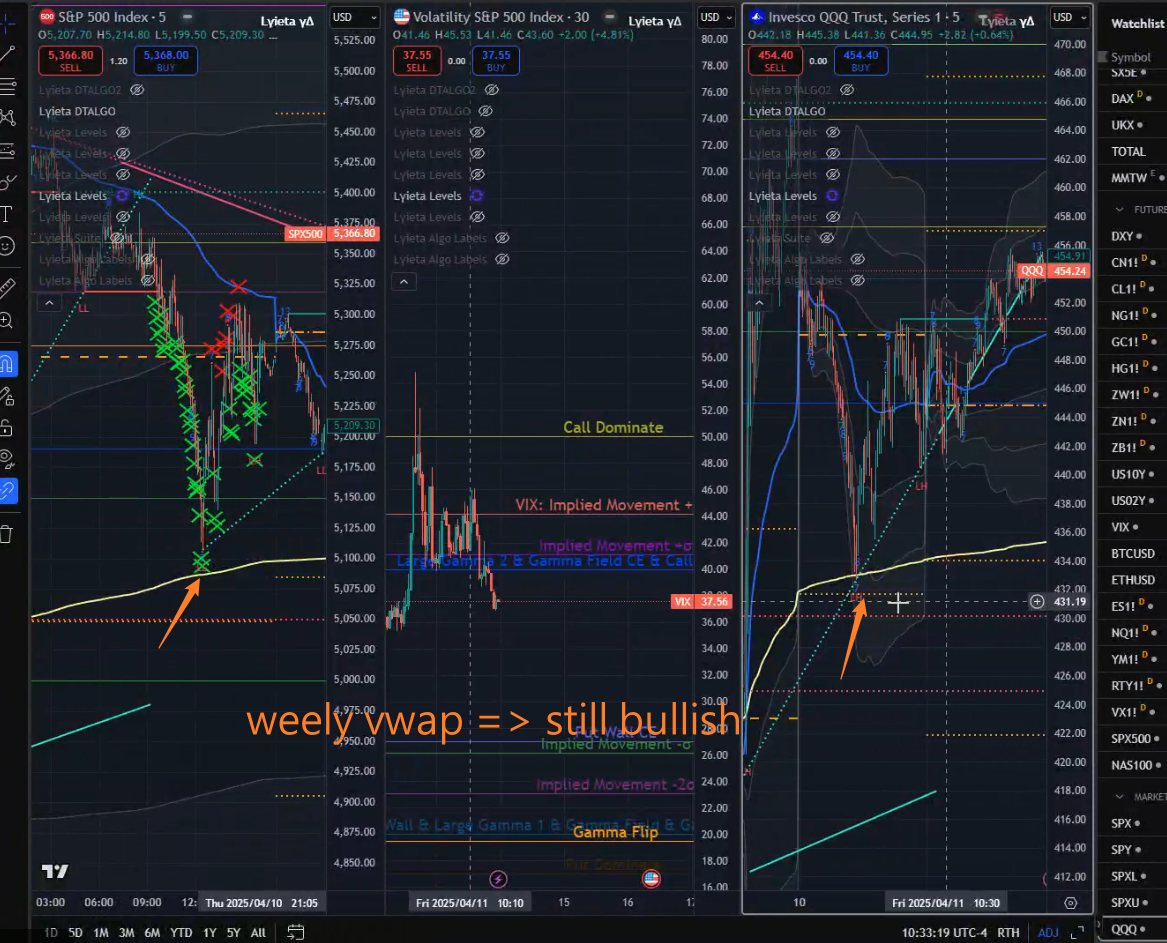 S&P 500 Index · 5
Lyieta γΔ
USD
O5,207.70 H5,214.80 L5,199.50 C5,209.30 ...
5,366.80
SELL
1.20
5,368.00
BUY
Lyieta DTALGO2
Lyieta DTALGO
Lyieta Levels
Lyieta Levels
Lyieta Levels
Lyieta Levels
Lyieta Levels
Lyieta Suite
Lyieta Algo Labels
Lyieta Algo Labels
LL
LL
5,525.00
5,500.00
5,475.00
5,450.00
5,425.00
5,400.00
5,375.00
SPX500 5,366.80
5,350.00
5,325.00
5,300.00
5,275.00
5,250.00
5,225.00
5,209.30
5,200.00
5,175.00
5,150.00
5,125.00
5,100.00
5,075.00
5,050.00
5,025.00
5,000.00
4,975.00
4,950.00
4,925.00
4,900.00
4,875.00
4,850.00
03:00 06:00 09:00 12: Thu 2025/04/10 21:05
Volatility S&P 500 Index · 30
Lyieta γΔ
USD
O41.46 H45.53 L41.46 C43.60 +2.00 (+4.81%)
37.55
SELL
0.00
37.55
BUY
Lyieta DTALGO2
Lyieta DTALGO
Lyieta Levels
Lyieta Levels
Lyieta Levels
Lyieta Levels
Lyieta Levels
Lyieta Algo Labels
Lyieta Algo Labels
Call Dominate
VIX: Implied Movement +
Implied Movement +σ
Large Gamma 2 & Gamma Field CE & Call
VIX 37.56
weely vwap => still bullish
Put Wall CE
Implied Movement -σ
Implied Movement -2σ
Wall & Large Gamma 1 & Gamma Field & Ga
Gamma Flip
Put Dominate
80.00
78.00
76.00
74.00
72.00
70.00
68.00
66.00
64.00
62.00
60.00
58.00
56.00
54.00
52.00
50.00
48.00
46.00
44.00
42.00
40.00
36.00
34.00
32.00
30.00
28.00
26.00
24.00
22.00
20.00
18.00
16.00
Fri 2025/04/11 10:10 15 16 17
Invesco QQQ Trust, Series 1 · 5
Lyieta γΔ
USD
O442.18 H445.38 L441.36 C444.95 +2.82 (+0.64%)
454.40
SELL
0.00
454.40
BUY
Lyieta DTALGO2
Lyieta DTALGO
Lyieta Levels
Lyieta Levels
Lyieta Levels
Lyieta Levels
Lyieta Levels
Lyieta Suite
Lyieta Algo Labels
Lyieta Algo Labels
13
LH
470.00
468.00
466.00
464.00
462.00
460.00
458.00
456.00
454.91
QQQ 454.24
452.00
450.00
448.00
446.00
444.00
442.00
440.00
438.00
436.00
434.00
432.00
431.19
430.00
428.00
426.00
424.00
422.00
420.00
418.00
416.00
414.00
412.00
10 Fri 2025/04/11 10:30
Watchlist
Symbol
SX5E
DAX D
UKX
TOTAL
MMTW E
FUTURE
DXY
CN1! D
CL1! D
NG1! D
GC1! D
HG1! D
ZW1! D
ZN1! D
ZB1! D
US10Y
US02Y
VIX
BTCUSD
ETHUSD
ES1! D
NQ1! D
YM1! D
RTY1! D
VX1! D
SPX500
NAS100
MARKET
SPX
SPY
SPXL
SPXU
QQQ
1D 5D 1M 3M 6M YTD 1Y 5Y All
10:33:19 UTC-4 RTH ADJ